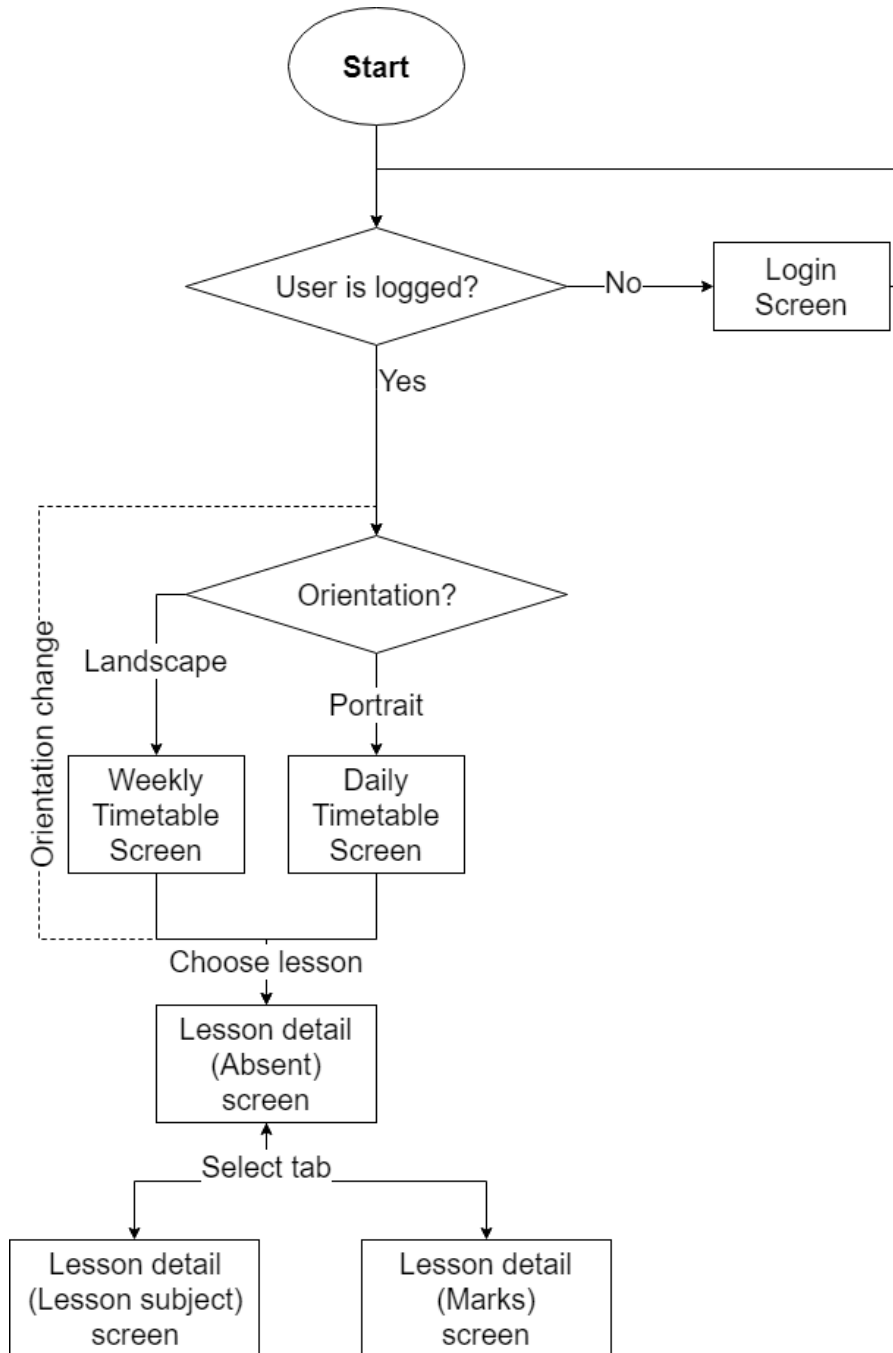 Start
User is logged?
No
Login
Screen
Yes
Orientation?
Landscape
Portrait
Orientation change
Weekly
Timetable
Screen
Daily
Timetable
Screen
Choose lesson
Lesson detail
(Absent)
screen
Select tab
Lesson detail
(Lesson subject)
screen
Lesson detail
(Marks)
screen